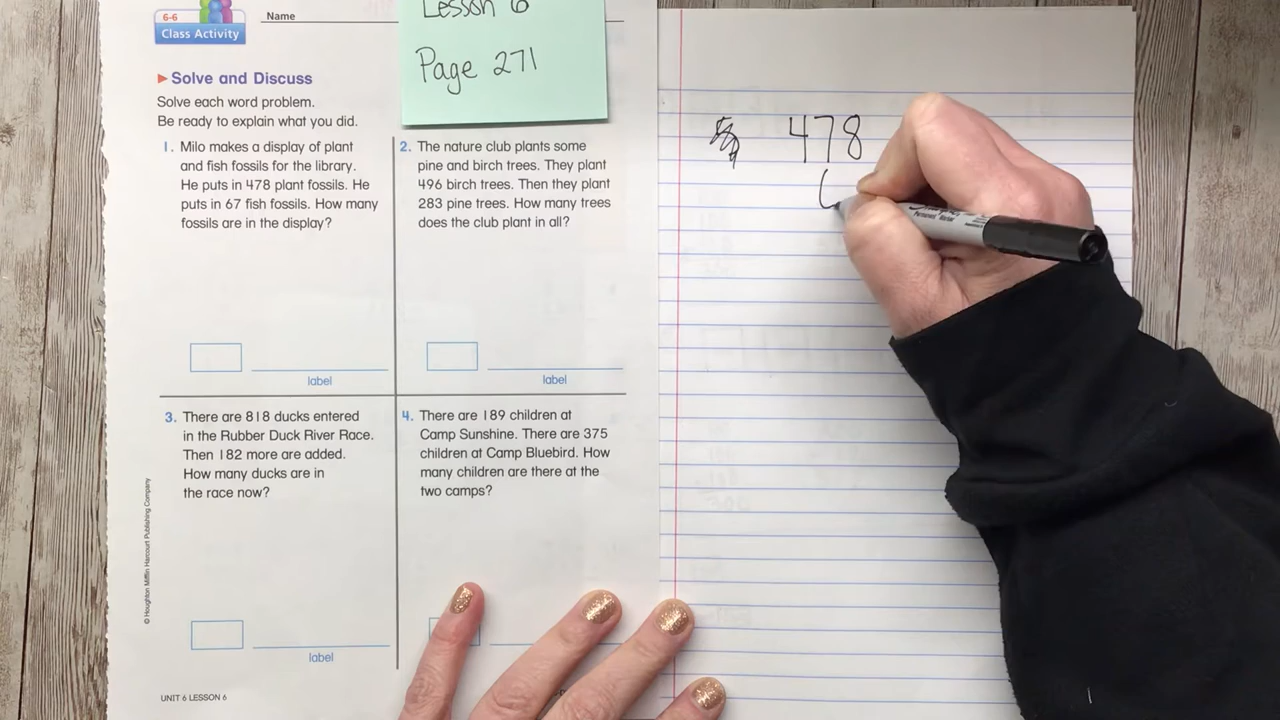 6-6
Class Activity
Name
Lesson 6
Page 271
▶ Solve and Discuss
Solve each word problem.
Be ready to explain what you did.
1. Milo makes a display of plant
and fish fossils for the library.
He puts in 478 plant fossils. He
puts in 67 fish fossils. How many
fossils are in the display?
label
2. The nature club plants some
pine and birch trees. They plant
496 birch trees. Then they plant
283 pine trees. How many trees
does the club plant in all?
label
3. There are 818 ducks entered
in the Rubber Duck River Race.
Then 182 more are added.
How many ducks are in
the race now?
label
4. There are 189 children at
Camp Sunshine. There are 375
children at Camp Bluebird. How
many children are there at the
two camps?
© Houghton Mifflin Harcourt Publishing Company
UNIT 6 LESSON 6
478